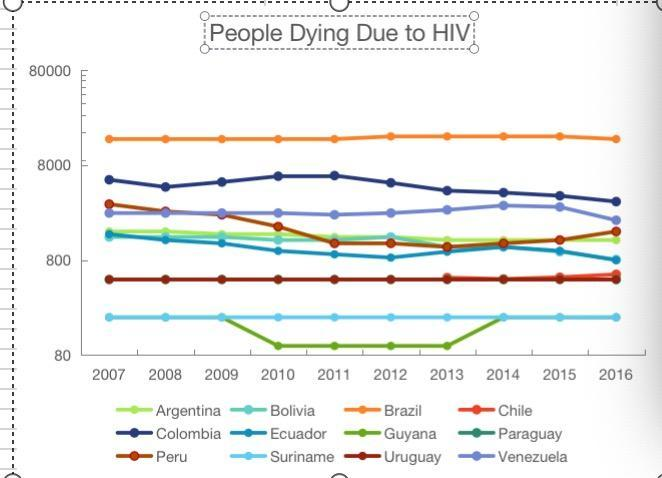 People Dying Due to HIV
80000
8000
800
80
2007 2008 2009 2010 2011 2012 2013 2014 2015 2016
Argentina Bolivia Brazil Chile
Colombia Ecuador Guyana Paraguay
Peru Suriname Uruguay Venezuela